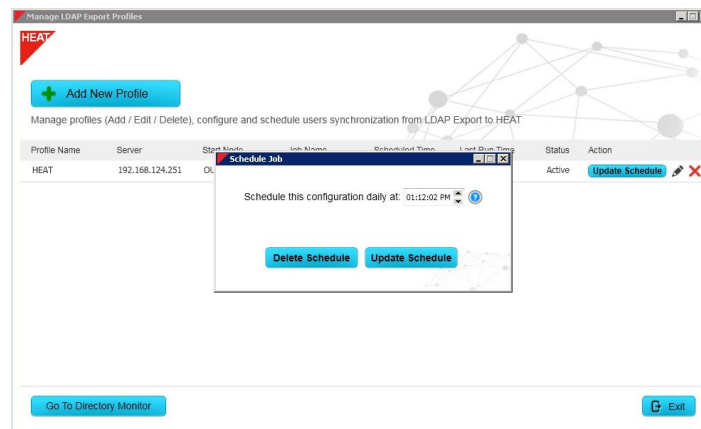 Manage LDAP Export Profiles
HEAT
Add New Profile
Manage profiles (Add / Edit / Delete), configure and schedule users synchronization from LDAP Export to HEAT
Profile Name Server Start Node Job Name Scheduled Time Last Run Time Status Action
HEAT 192.168.124.251 OU Active Update Schedule
Schedule Job
Schedule this configuration daily at: 01:12:02 PM
Delete Schedule Update Schedule
Go To Directory Monitor Exit